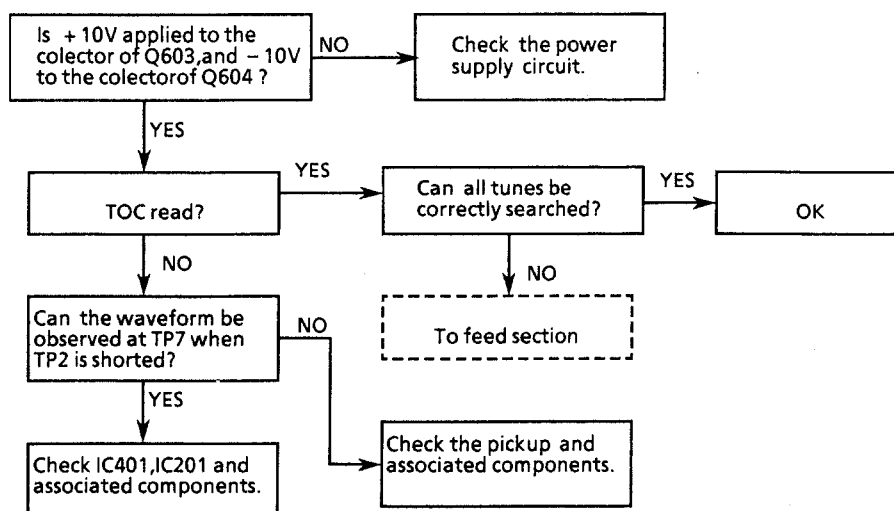 Is + 10V applied to the
colector of Q603,and – 10V
to the colectorof Q604 ?
NO
Check the power
supply circuit.
YES
TOC read?
YES
Can all tunes be
correctly searched?
YES
OK
NO
NO
Can the waveform be
observed at TP7 when
TP2 is shorted?
NO
To feed section
YES
Check IC401,IC201 and
associated components.
Check the pickup and
associated components.